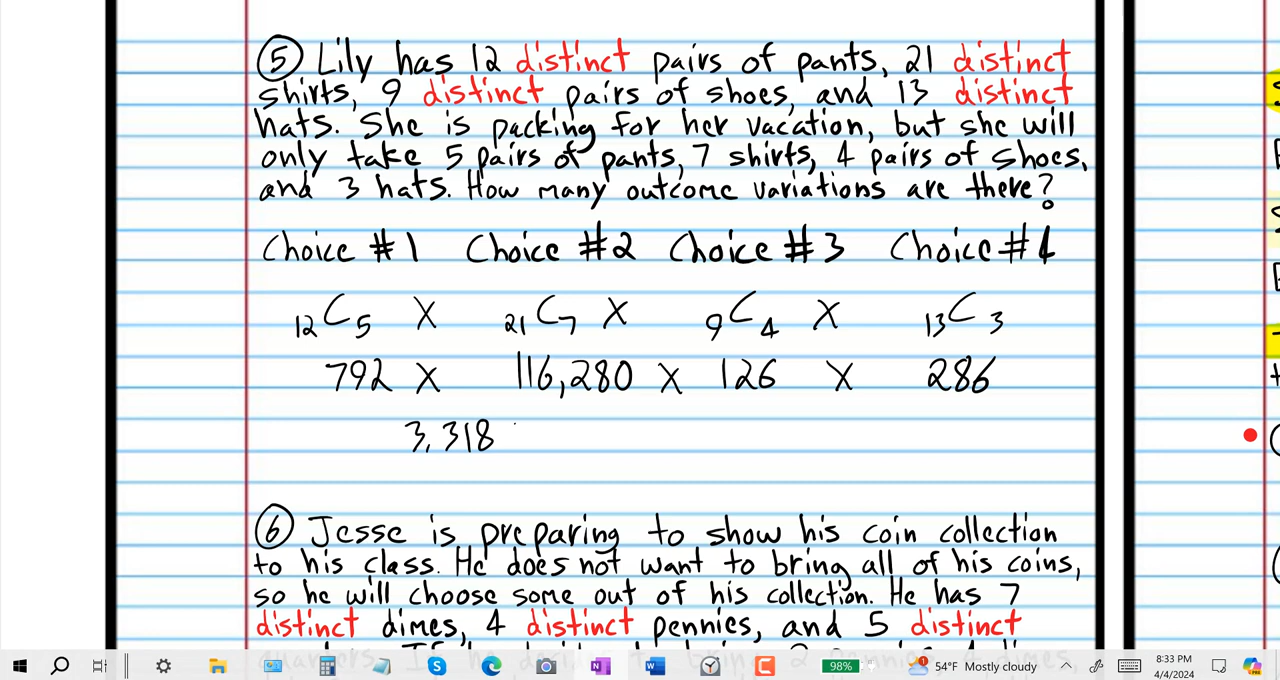 ⑤ Lily has 12 distinct pairs of pants, 21 distinct
shirts, 9 distinct pairs of shoes, and 13 distinct
hats. She is packing for her vacation, but she will
only take 5 pairs of pants, 7 shirts, 4 pairs of shoes,
and 3 hats. How many outcome variations are there?
Choice #1 Choice #2 Choice #3 Choice #4
₁₂C₅ X ₂₁C₇ X ₉C₄ X ₁₃C₃
792 X 116,280 X 126 X 286
3,318
⑥ Jesse is preparing to show his coin collection
to his class. He does not want to bring all of his coins,
so he will choose some out of his collection. He has 7
distinct dimes, 4 distinct pennies, and 5 distinct
98% 54°F Mostly cloudy 8:33 PM
4/4/2024